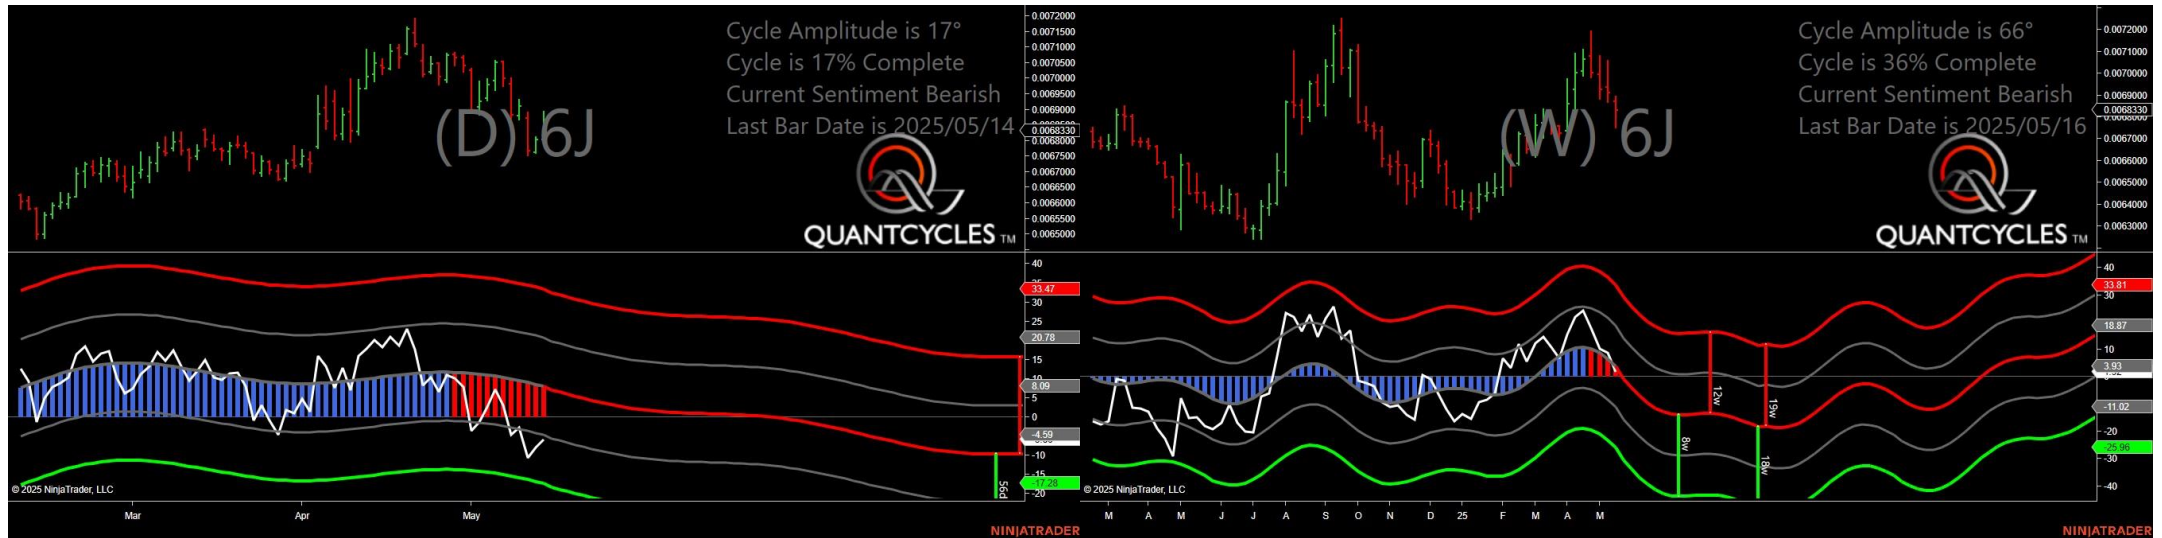 Cycle Amplitude is 17°
Cycle is 17% Complete
Current Sentiment Bearish
Last Bar Date is 2025/05/14
(D) 6J
QUANTCYCLES TM
0.0072000
0.0071500
0.0071000
0.0070500
0.0070000
0.0069500
0.0069000
0.0068330
0.0067500
0.0067000
0.0066500
0.0066000
0.0065500
0.0065000
40
33.47
30
25
20.78
15
10
8.09
5
0
-4.59
-10
-15
-17.28
-20
56d
© 2025 NinjaTrader, LLC
Mar
Apr
May
NINJATRADER
Cycle Amplitude is 66°
Cycle is 36% Complete
Current Sentiment Bearish
Last Bar Date is 2025/05/16
(W) 6J
QUANTCYCLES TM
0.0072000
0.0071000
0.0070000
0.0069000
0.0068330
0.0067000
0.0066000
0.0065000
0.0064000
0.0063000
40
33.81
30
18.87
10
3.93
-11.02
-20
-25.96
-30
-40
12w
19w
8w
18w
© 2025 NinjaTrader, LLC
M
A
M
J
J
A
S
O
N
D
25
F
M
A
M
NINJATRADER